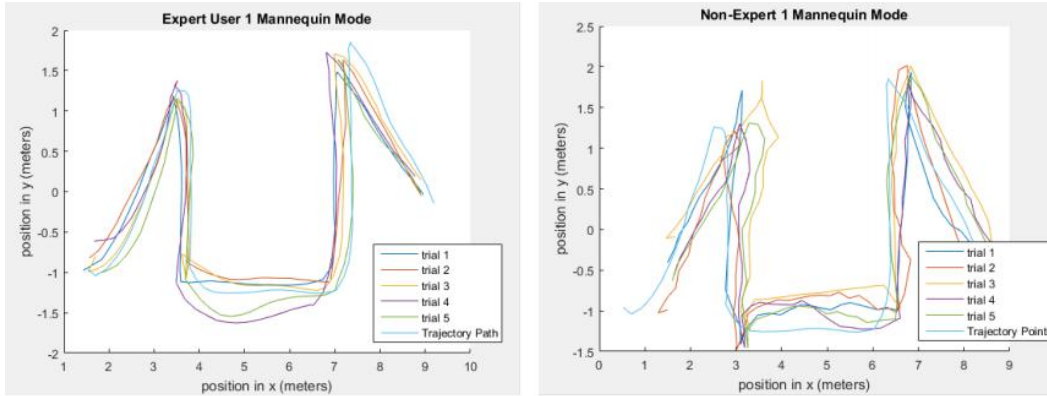 Expert User 1 Mannequin Mode
position in y (meters)
2
1.5
1
0.5
0
-0.5
-1
-1.5
-2
1 2 3 4 5 6 7 8 9 10
position in x (meters)
trial 1
trial 2
trial 3
trial 4
trial 5
Trajectory Path
Non-Expert 1 Mannequin Mode
position in y (meters)
2.5
2
1.5
1
0.5
0
-0.5
-1
-1.5
0 1 2 3 4 5 6 7 8 9
position in x (meters)
trial 1
trial 2
trial 3
trial 4
trial 5
Trajectory Point